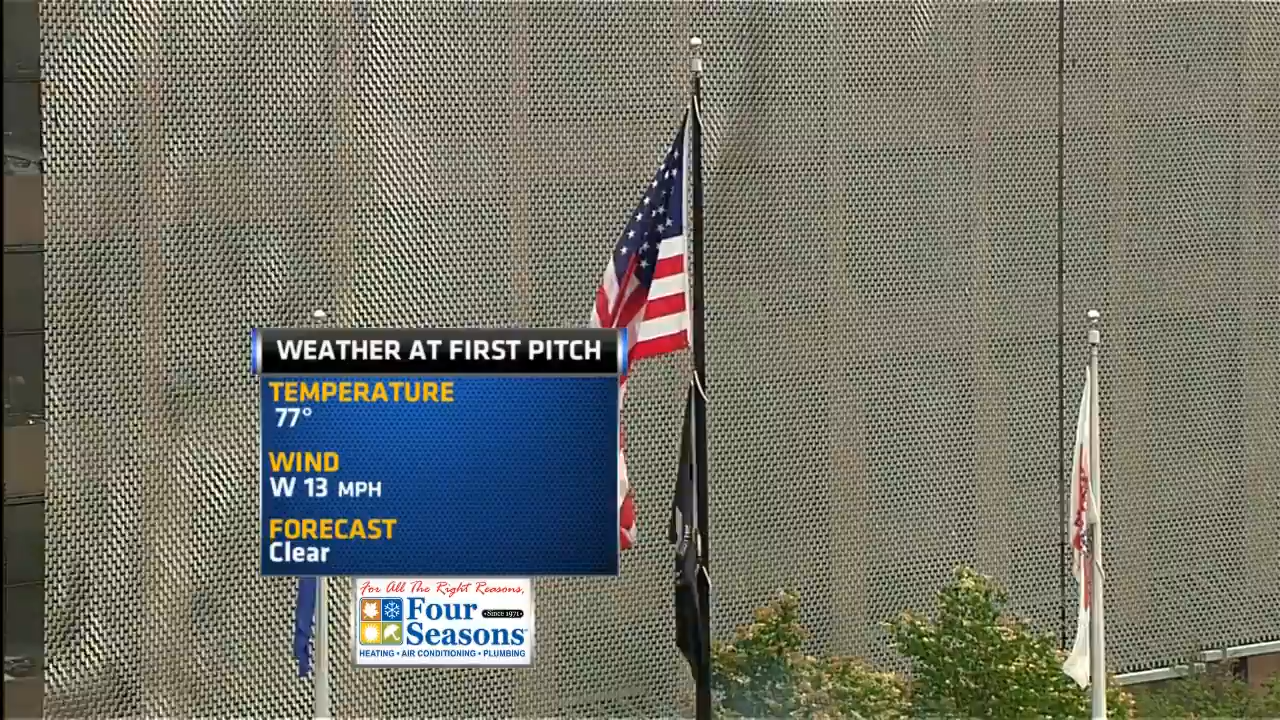 WEATHER AT FIRST PITCH
TEMPERATURE
77°
WIND
W 13 MPH
FORECAST
Clear
For All The Right Reasons,
Four
•Since 1971•
Seasons
HEATING • AIR CONDITIONING • PLUMBING